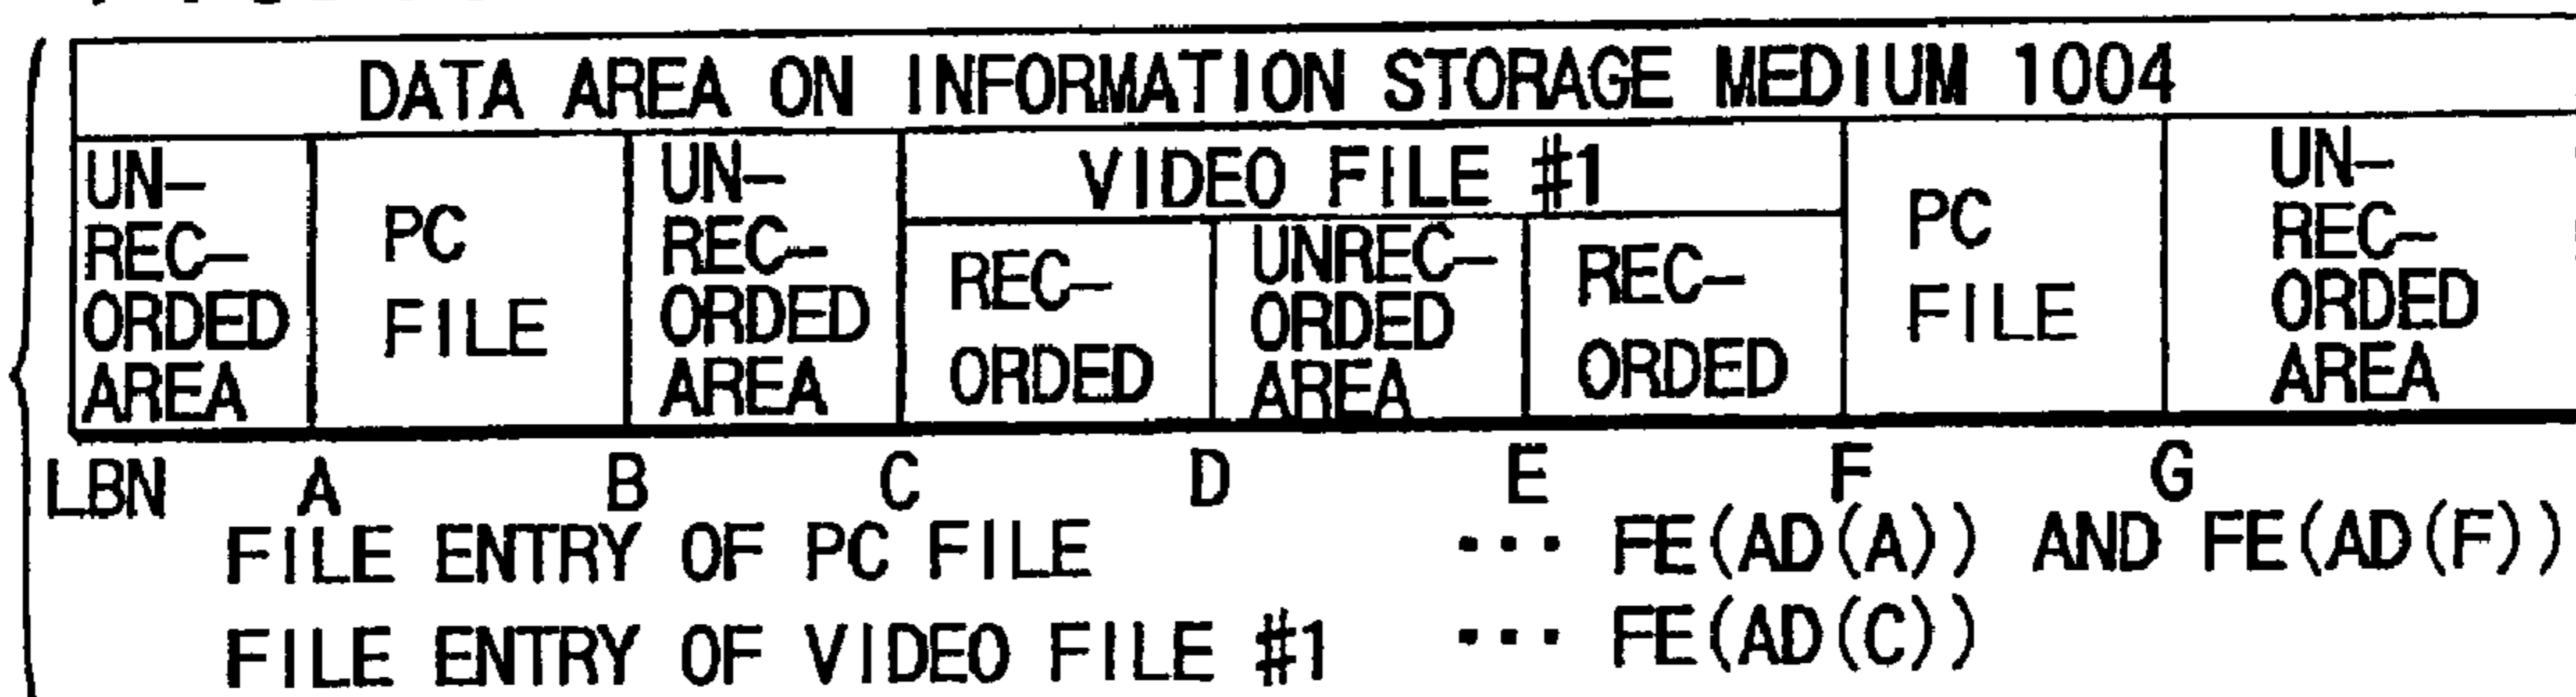 DATA AREA ON INFORMATION STORAGE MEDIUM 1004
UN-
REC-
ORDED
AREA
PC
FILE
UN-
REC-
ORDED
AREA
VIDEO FILE #1
REC-
ORDED
UNREC-
ORDED
AREA
REC-
ORDED
PC
FILE
UN-
REC-
ORDED
AREA
LBN A B C D E F G
FILE ENTRY OF PC FILE ... FE(AD(A)) AND FE(AD(F))
FILE ENTRY OF VIDEO FILE #1 ... FE(AD(C))